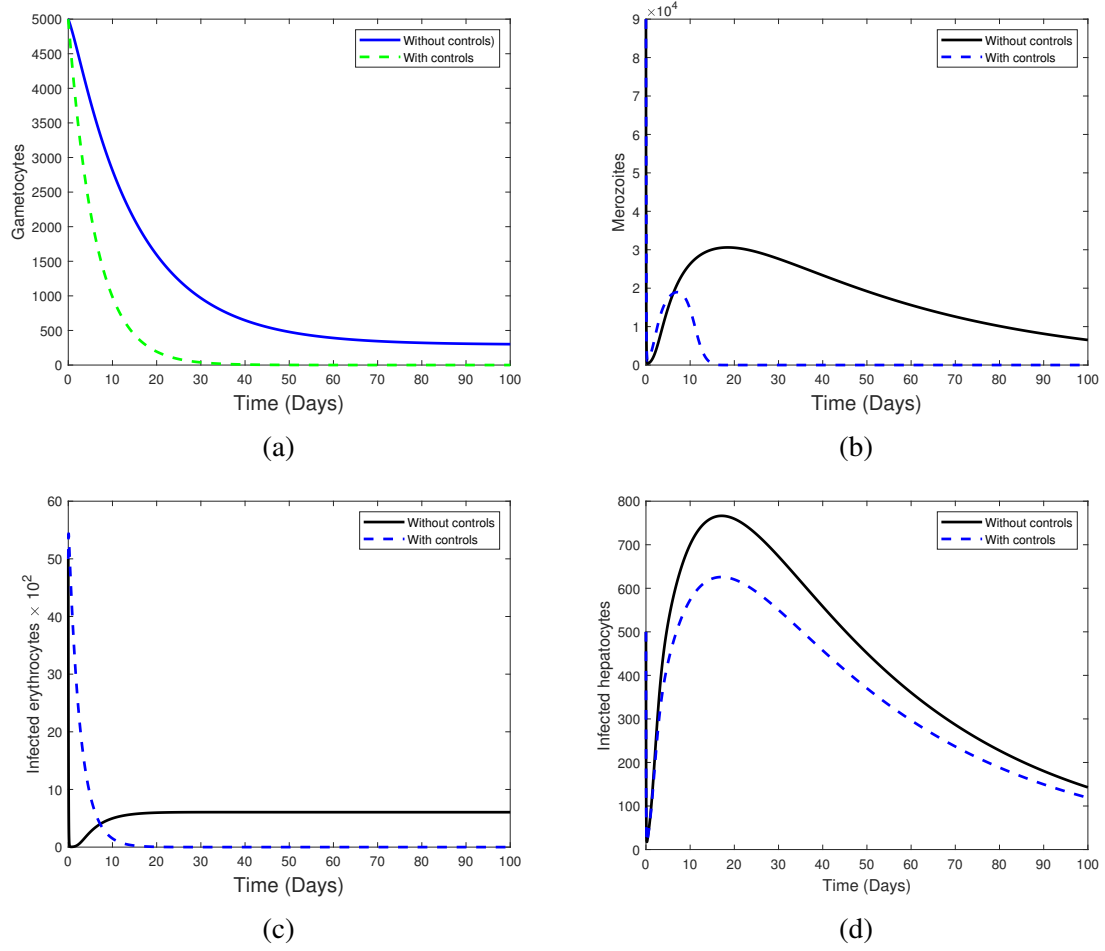 5000
4500
4000
3500
3000
2500
2000
1500
1000
500
0
Gametocytes
Without controls)
With controls
0 10 20 30 40 50 60 70 80 90 100
Time (Days)
(a)
×10⁴
9
8
7
6
5
4
3
2
1
0
Merozoites
Without controls
With controls
0 10 20 30 40 50 60 70 80 90 100
Time (Days)
(b)
60
50
40
30
20
10
0
Infected erythrocytes × 10²
Without controls
With controls
0 10 20 30 40 50 60 70 80 90 100
Time (Days)
(c)
800
700
600
500
400
300
200
100
0
Infected hepatocytes
Without controls
With controls
0 10 20 30 40 50 60 70 80 90 100
Time (Days)
(d)